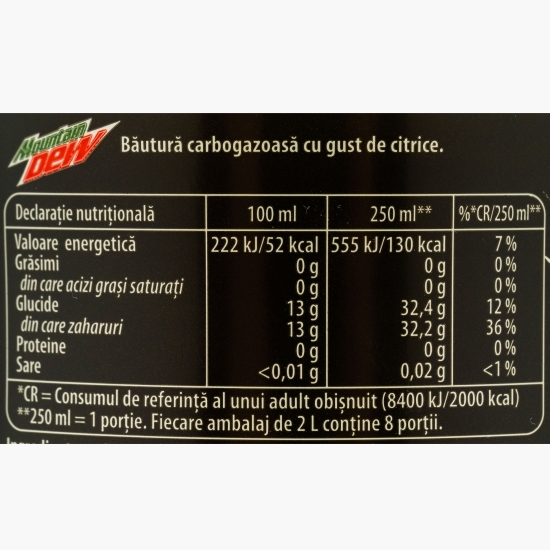 Mountain
Dew
Băutură carbogazoasă cu gust de citrice.
Declarație nutrițională 100 ml 250 ml** %*CR/250 ml**
Valoare energetică 222 kJ/52 kcal 555 kJ/130 kcal 7%
Grăsimi 0 g 0 g 0%
din care acizi grași saturați 0 g 0 g 0%
Glucide 13 g 32,4 g 12%
din care zaharuri 13 g 32,2 g 36%
Proteine 0 g 0 g 0%
Sare <0,01 g 0,02 g <1%
*CR = Consumul de referință al unui adult obișnuit (8400 kJ/2000 kcal)
**250 ml = 1 porție. Fiecare ambalaj de 2 L conține 8 porții.